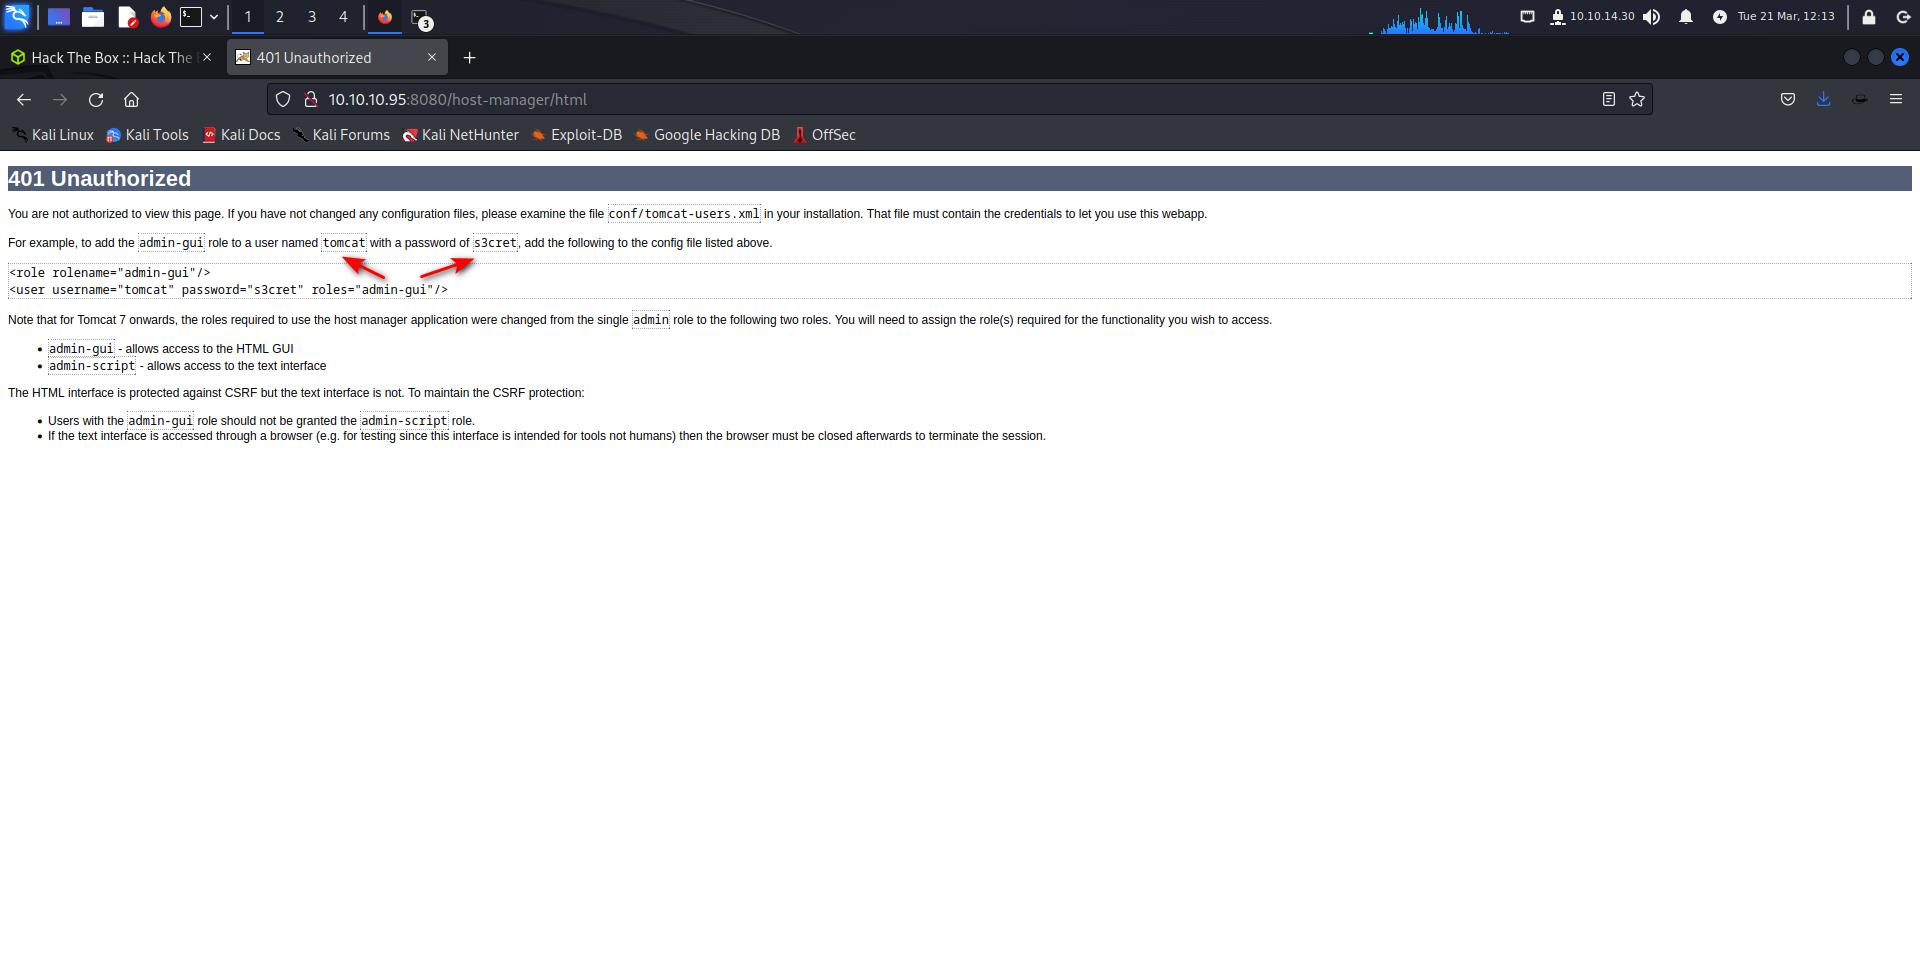 1 2 3 4 3 10.10.14.30 Tue 21 Mar, 12:13
Hack The Box :: Hack The 401 Unauthorized
10.10.10.95:8080/host-manager/html
Kali Linux Kali Tools Kali Docs Kali Forums Kali NetHunter Exploit-DB Google Hacking DB OffSec
401 Unauthorized
You are not authorized to view this page. If you have not changed any configuration files, please examine the file conf/tomcat-users.xml in your installation. That file must contain the credentials to let you use this webapp.
For example, to add the admin-gui role to a user named tomcat with a password of s3cret, add the following to the config file listed above.
<role rolename="admin-gui"/>
<user username="tomcat" password="s3cret" roles="admin-gui"/>
Note that for Tomcat 7 onwards, the roles required to use the host manager application were changed from the single admin role to the following two roles. You will need to assign the role(s) required for the functionality you wish to access.
• admin-gui - allows access to the HTML GUI
• admin-script - allows access to the text interface
The HTML interface is protected against CSRF but the text interface is not. To maintain the CSRF protection:
• Users with the admin-gui role should not be granted the admin-script role.
• If the text interface is accessed through a browser (e.g. for testing since this interface is intended for tools not humans) then the browser must be closed afterwards to terminate the session.